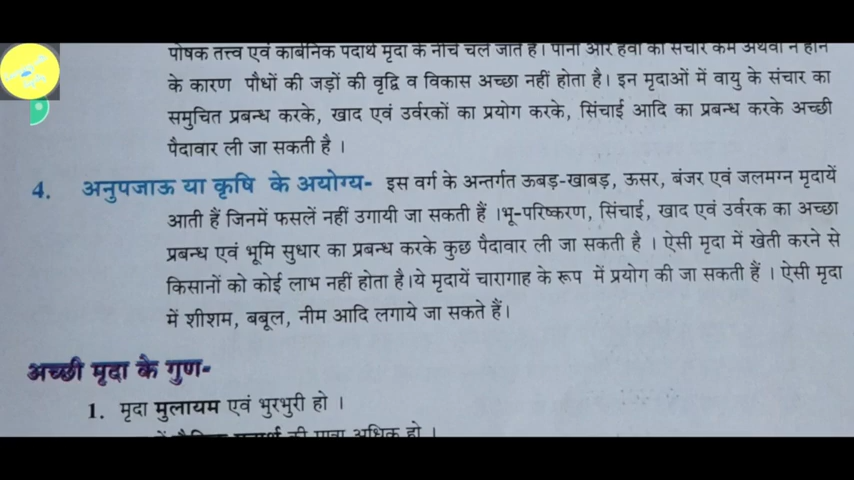 पोषक तत्त्व एवं कार्बनिक पदार्थ मृदा के नीचे चले जाते हैं। पानी और हवा का संचार कम अथवा न होने
के कारण पौधों की जड़ों की वृद्वि व विकास अच्छा नहीं होता है। इन मृदाओं में वायु के संचार का
समुचित प्रबन्ध करके, खाद एवं उर्वरकों का प्रयोग करके, सिंचाई आदि का प्रबन्ध करके अच्छी
पैदावार ली जा सकती है ।
4. अनुपजाऊ या कृषि के अयोग्य- इस वर्ग के अन्तर्गत ऊबड़-खाबड़, ऊसर, बंजर एवं जलमग्न मृदायें
आती हैं जिनमें फसलें नहीं उगायी जा सकती हैं ।भू-परिष्करण, सिंचाई, खाद एवं उर्वरक का अच्छा
प्रबन्ध एवं भूमि सुधार का प्रबन्ध करके कुछ पैदावार ली जा सकती है । ऐसी मृदा में खेती करने से
किसानों को कोई लाभ नहीं होता है।ये मृदायें चारागाह के रूप में प्रयोग की जा सकती हैं । ऐसी मृदा
में शीशम, बबूल, नीम आदि लगाये जा सकते हैं।
अच्छी मृदा के गुण-
1. मृदा मुलायम एवं भुरभुरी हो ।
में जैविक पदार्थ की मात्रा अधिक हो ।